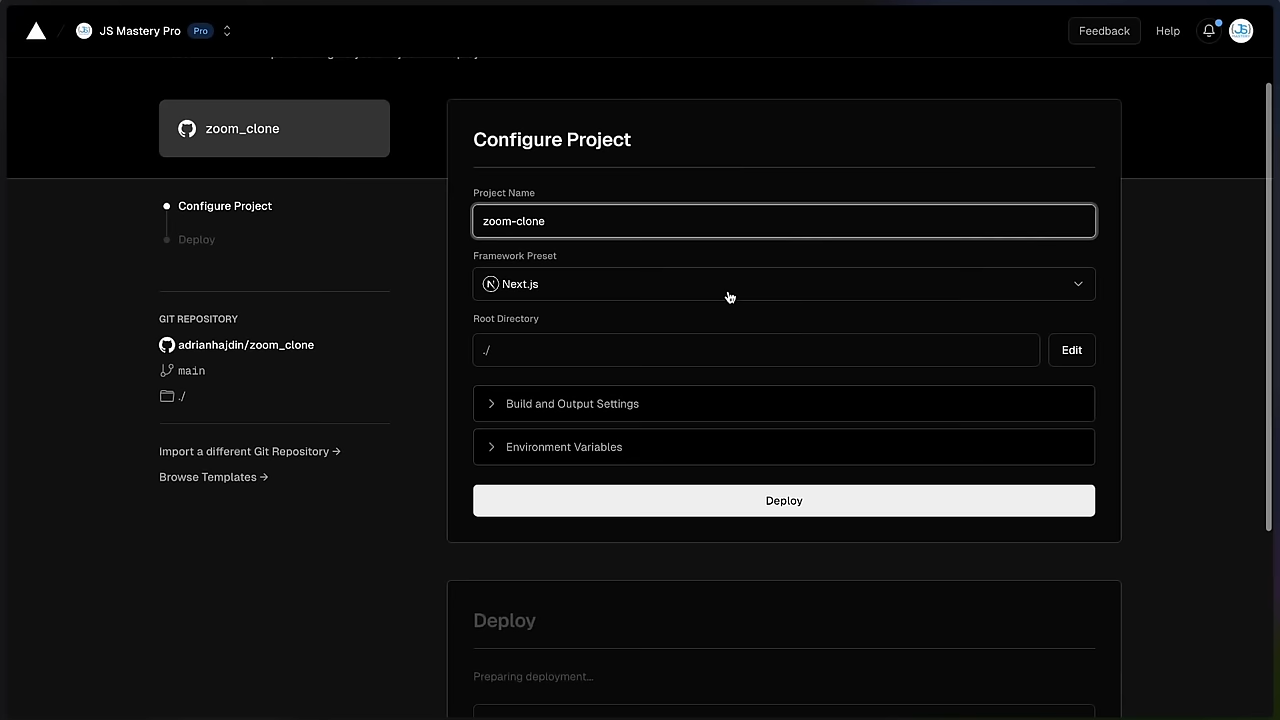 JS Mastery Pro Pro
Feedback
Help
zoom_clone
Configure Project
Deploy
GIT REPOSITORY
adrianhajdin/zoom_clone
main
./
Import a different Git Repository →
Browse Templates →
Configure Project
Project Name
zoom-clone
Framework Preset
Next.js
Root Directory
./
Edit
Build and Output Settings
Environment Variables
Deploy
Deploy
Preparing deployment...